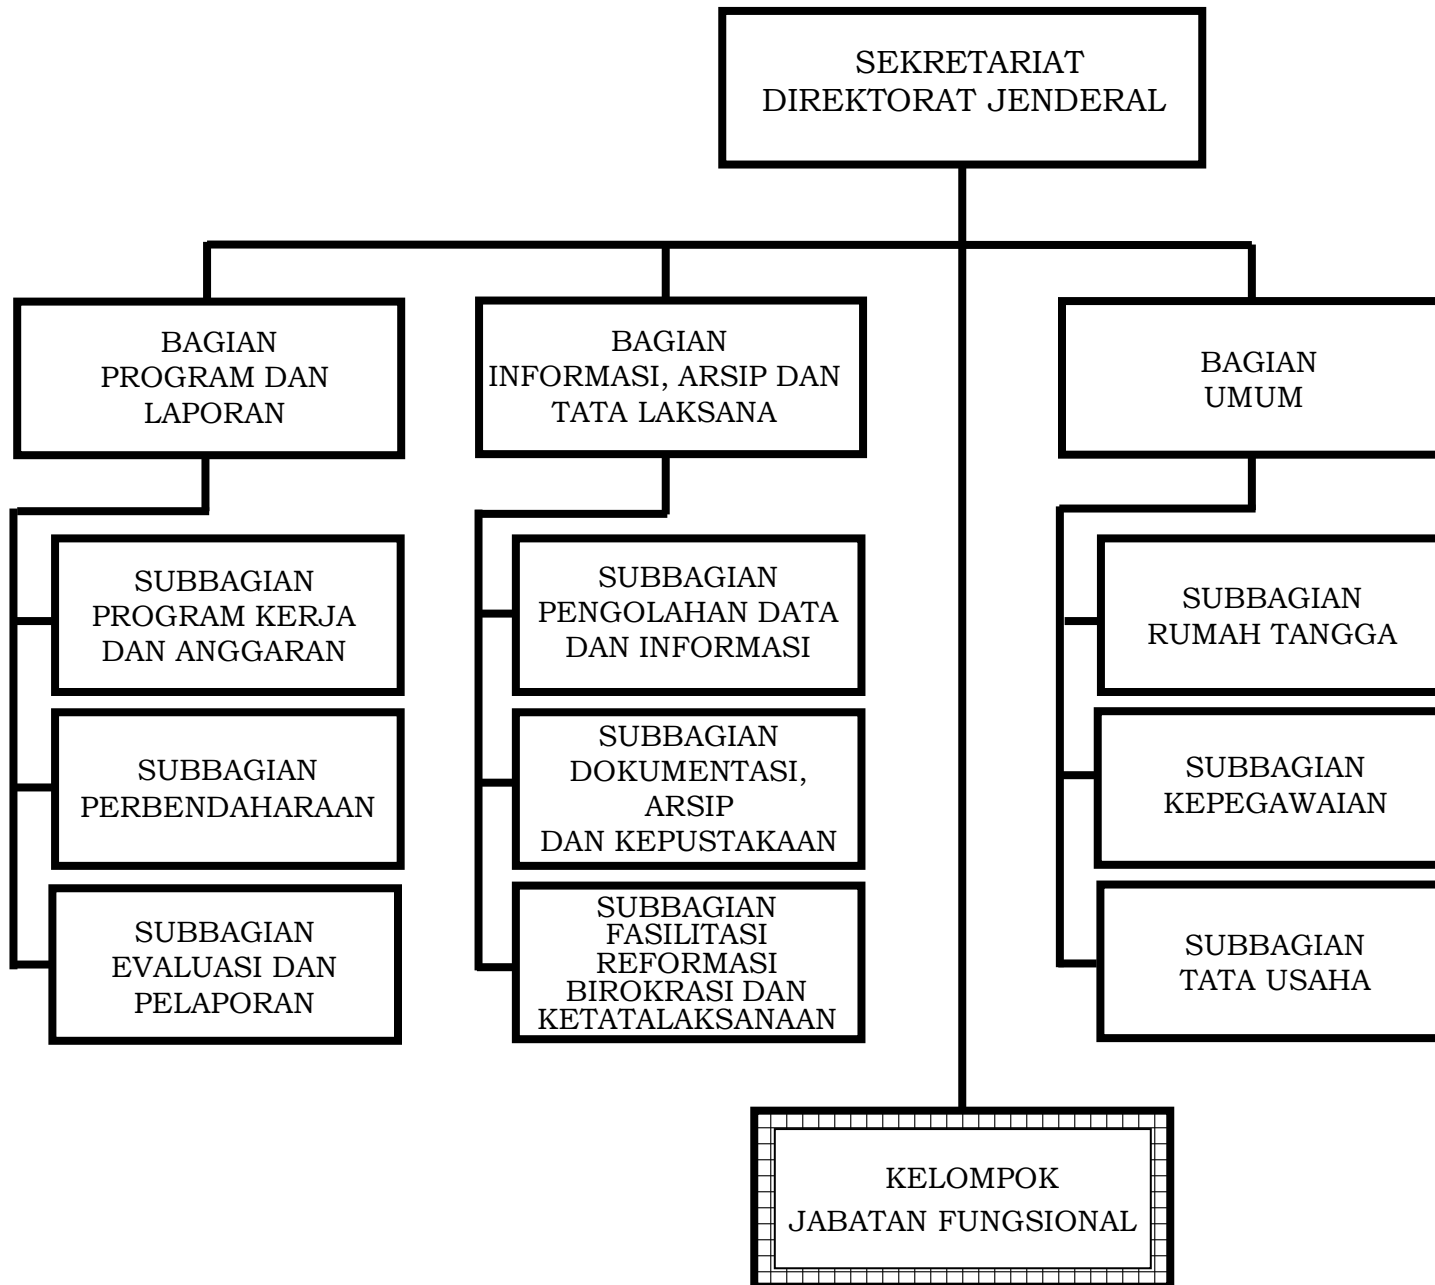 SEKRETARIAT
DIREKTORAT JENDERAL
BAGIAN
PROGRAM DAN
LAPORAN
BAGIAN
INFORMASI, ARSIP DAN
TATA LAKSANA
BAGIAN
UMUM
SUBBAGIAN
PROGRAM KERJA
DAN ANGGARAN
SUBBAGIAN
PERBENDAHARAAN
SUBBAGIAN
EVALUASI DAN
PELAPORAN
SUBBAGIAN
PENGOLAHAN DATA
DAN INFORMASI
SUBBAGIAN
DOKUMENTASI,
ARSIP
DAN KEPUSTAKAAN
SUBBAGIAN
FASILITASI
REFORMASI
BIROKRASI DAN
KETATALAKSANAAN
SUBBAGIAN
RUMAH TANGGA
SUBBAGIAN
KEPEGAWAIAN
SUBBAGIAN
TATA USAHA
KELOMPOK
JABATAN FUNGSIONAL